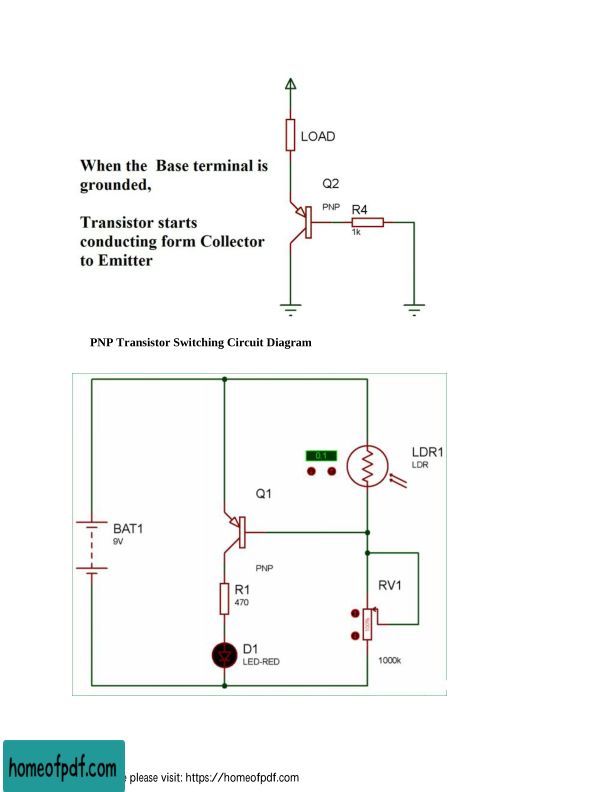 LOAD
When the Base terminal is
grounded,
Q2
PNP
R4
1k
Transistor starts
conducting form Collector
to Emitter
PNP Transistor Switching Circuit Diagram
LDR1
LDR
0.1
Q1
BAT1
9V
PNP
R1
470
RV1
100%
D1
LED-RED
1000k
homeofpdf.com
please visit: https://homeofpdf.com